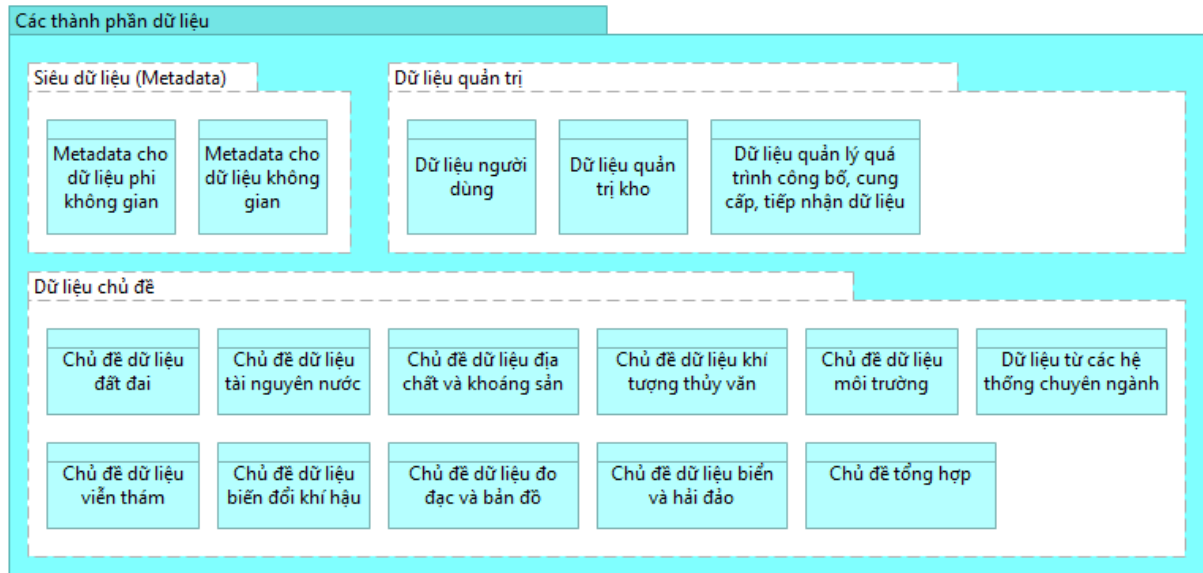 Các thành phần dữ liệu
Siêu dữ liệu (Metadata)
Metadata cho
dữ liệu phi
không gian
Metadata cho
dữ liệu không
gian
Dữ liệu quản trị
Dữ liệu người
dùng
Dữ liệu quản
trị kho
Dữ liệu quản lý quá
trình công bố, cung
cấp, tiếp nhận dữ liệu
Dữ liệu chủ đề
Chủ đề dữ liệu
đất đai
Chủ đề dữ liệu
tài nguyên nước
Chủ đề dữ liệu địa
chất và khoáng sản
Chủ đề dữ liệu khí
tượng thủy văn
Chủ đề dữ liệu
môi trường
Dữ liệu từ các hệ
thống chuyên ngành
Chủ đề dữ liệu
viễn thám
Chủ đề dữ liệu
biến đổi khí hậu
Chủ đề dữ liệu đo
đạc và bản đồ
Chủ đề dữ liệu biển
và hải đảo
Chủ đề tổng hợp